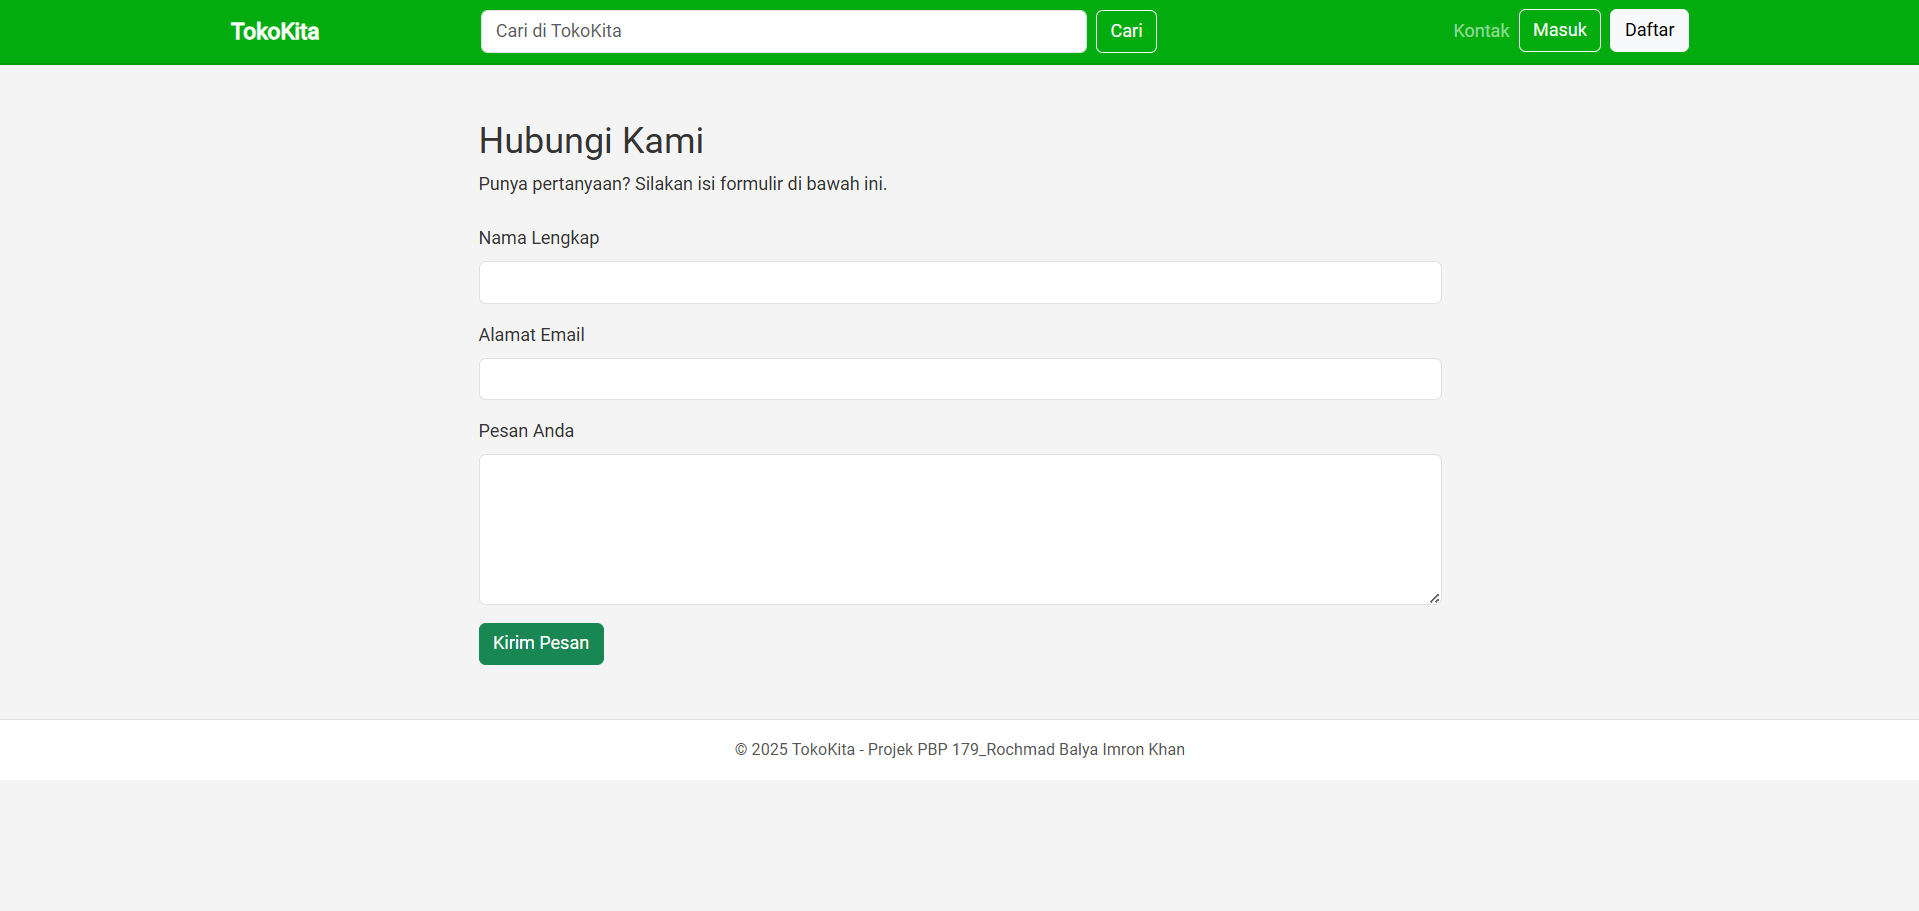 TokoKita
Cari di TokoKita
Cari
Kontak
Masuk
Daftar
Hubungi Kami
Punya pertanyaan? Silakan isi formulir di bawah ini.
Nama Lengkap
Alamat Email
Pesan Anda
Kirim Pesan
© 2025 TokoKita - Projek PBP 179_Rochmad Balya Imron Khan